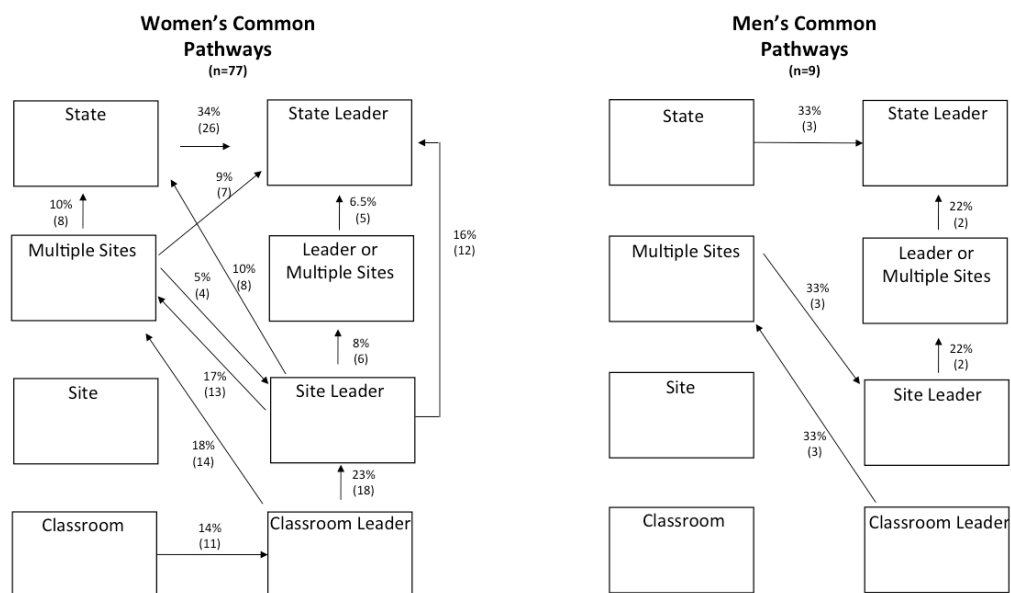 Women’s Common
Pathways
(n=77)
State
34%
(26)
State Leader
9%
(7)
10%
(8)
6.5%
(5)
16%
(12)
Multiple Sites
Leader or
Multiple Sites
5%
(4)
10%
(8)
8%
(6)
17%
(13)
Site
Site Leader
18%
(14)
23%
(18)
Classroom
14%
(11)
Classroom Leader
Men’s Common
Pathways
(n=9)
State
33%
(3)
State Leader
22%
(2)
Multiple Sites
Leader or
Multiple Sites
33%
(3)
22%
(2)
Site
Site Leader
33%
(3)
Classroom
Classroom Leader